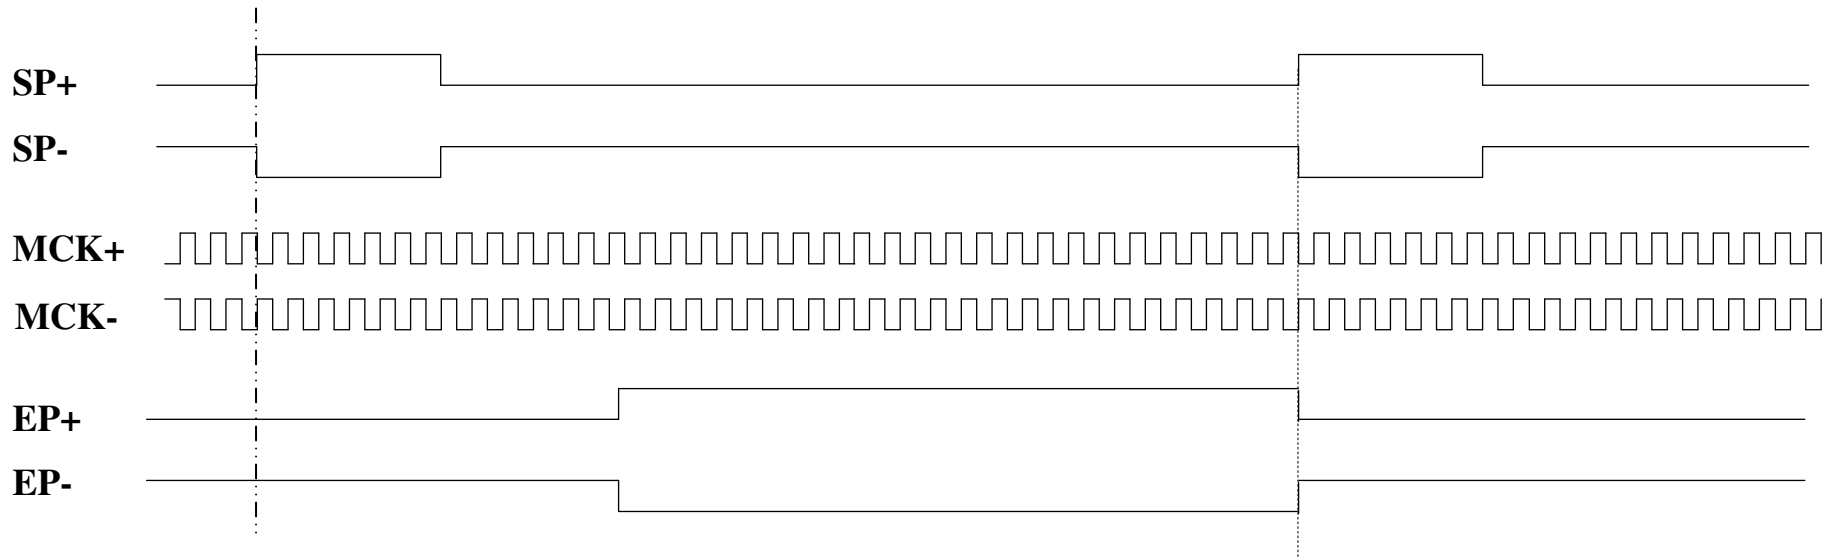 SP+
SP-
MCK+
MCK-
EP+
EP-